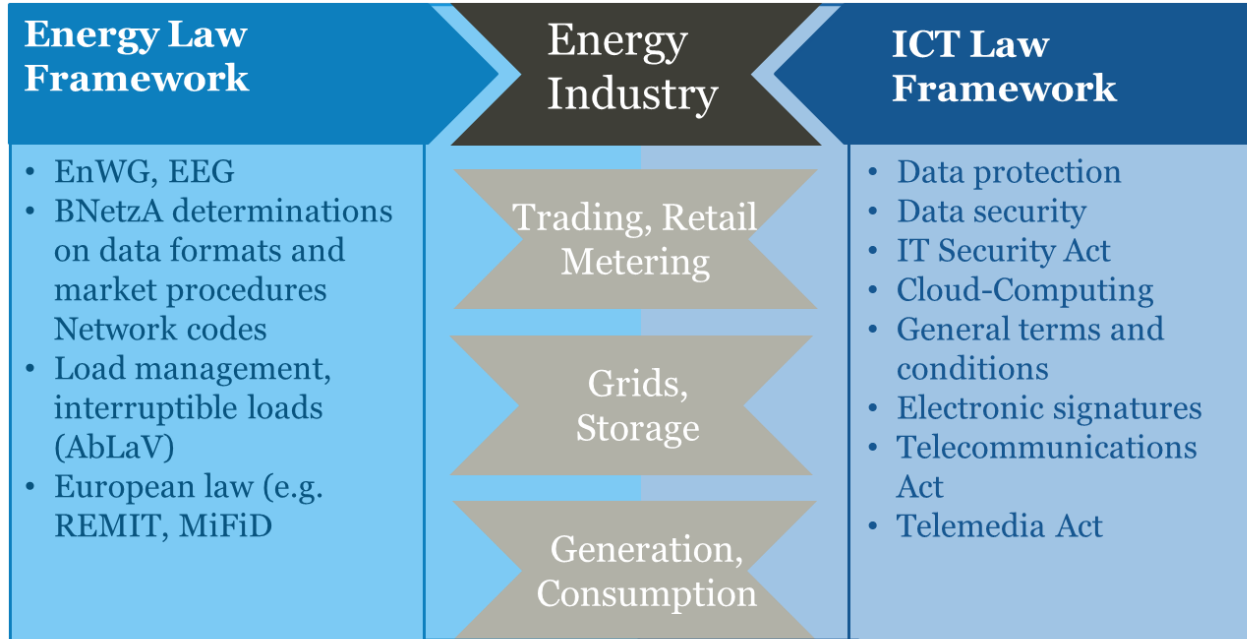 Energy Law
Framework
• EnWG, EEG
• BNetzA determinations
on data formats and
market procedures
Network codes
• Load management,
interruptible loads
(AbLaV)
• European law (e.g.
REMIT, MiFiD
Energy
Industry
Trading, Retail
Metering
Grids,
Storage
Generation,
Consumption
ICT Law
Framework
• Data protection
• Data security
• IT Security Act
• Cloud-Computing
• General terms and
conditions
• Electronic signatures
• Telecommunications
Act
• Telemedia Act